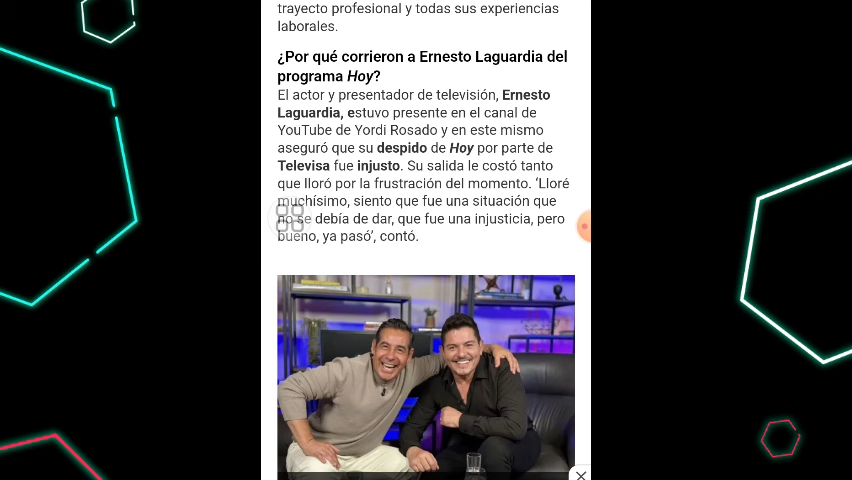 trayecto profesional y todas sus experiencias
laborales.
¿Por qué corrieron a Ernesto Laguardia del
programa Hoy?
El actor y presentador de televisión, Ernesto
Laguardia, estuvo presente en el canal de
YouTube de Yordi Rosado y en este mismo
aseguró que su despido de Hoy por parte de
Televisa fue injusto. Su salida le costó tanto
que lloró por la frustración del momento. ‘Lloré
muchísimo, siento que fue una situación que
no se debía de dar, que fue una injusticia, pero
bueno, ya pasó’, contó.